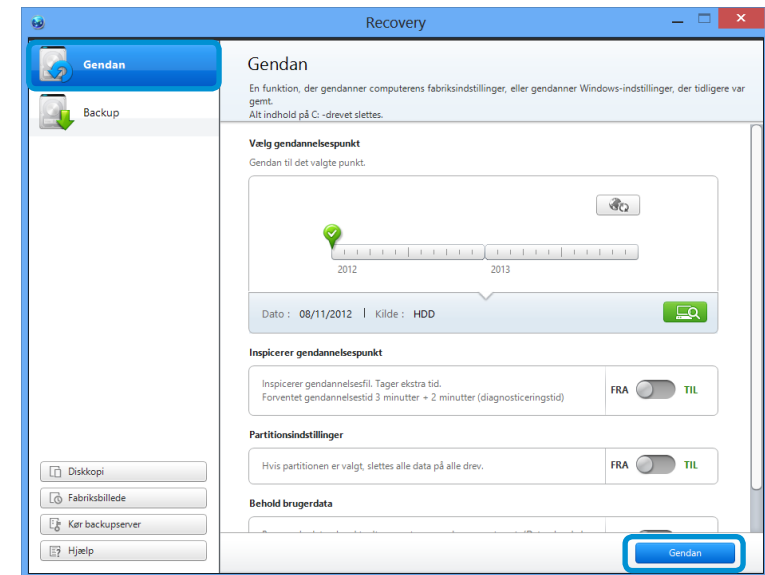 Recovery
Gendan
Backup
Diskkopi
Fabriksbillede
Kør backupserver
Hjælp
Gendan
En funktion, der gendanner computerens fabriksindstillinger, eller gendanner Windows-indstillinger, der tidligere var
gemt.
Alt indhold på C: -drevet slettes.
Vælg gendannelsespunkt
Gendan til det valgte punkt.
2012 2013
Dato : 08/11/2012 | Kilde : HDD
Inspicerer gendannelsespunkt
Inspicerer gendannelsesfil. Tager ekstra tid.
Forventet gendannelsestid 3 minutter + 2 minutter (diagnosticeringstid)
FRA TIL
Partitionsindstillinger
Hvis partitionen er valgt, slettes alle data på alle drev.
FRA TIL
Behold brugerdata
Gendan